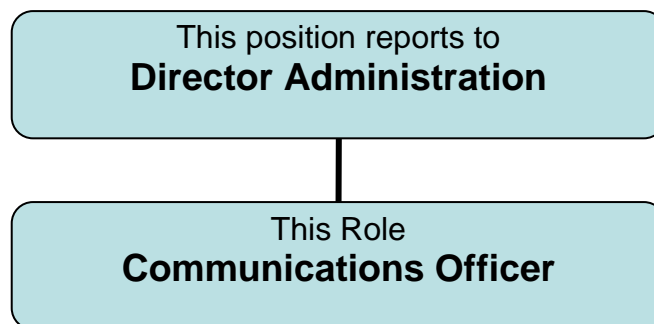 This position reports to
Director Administration
This Role
Communications Officer